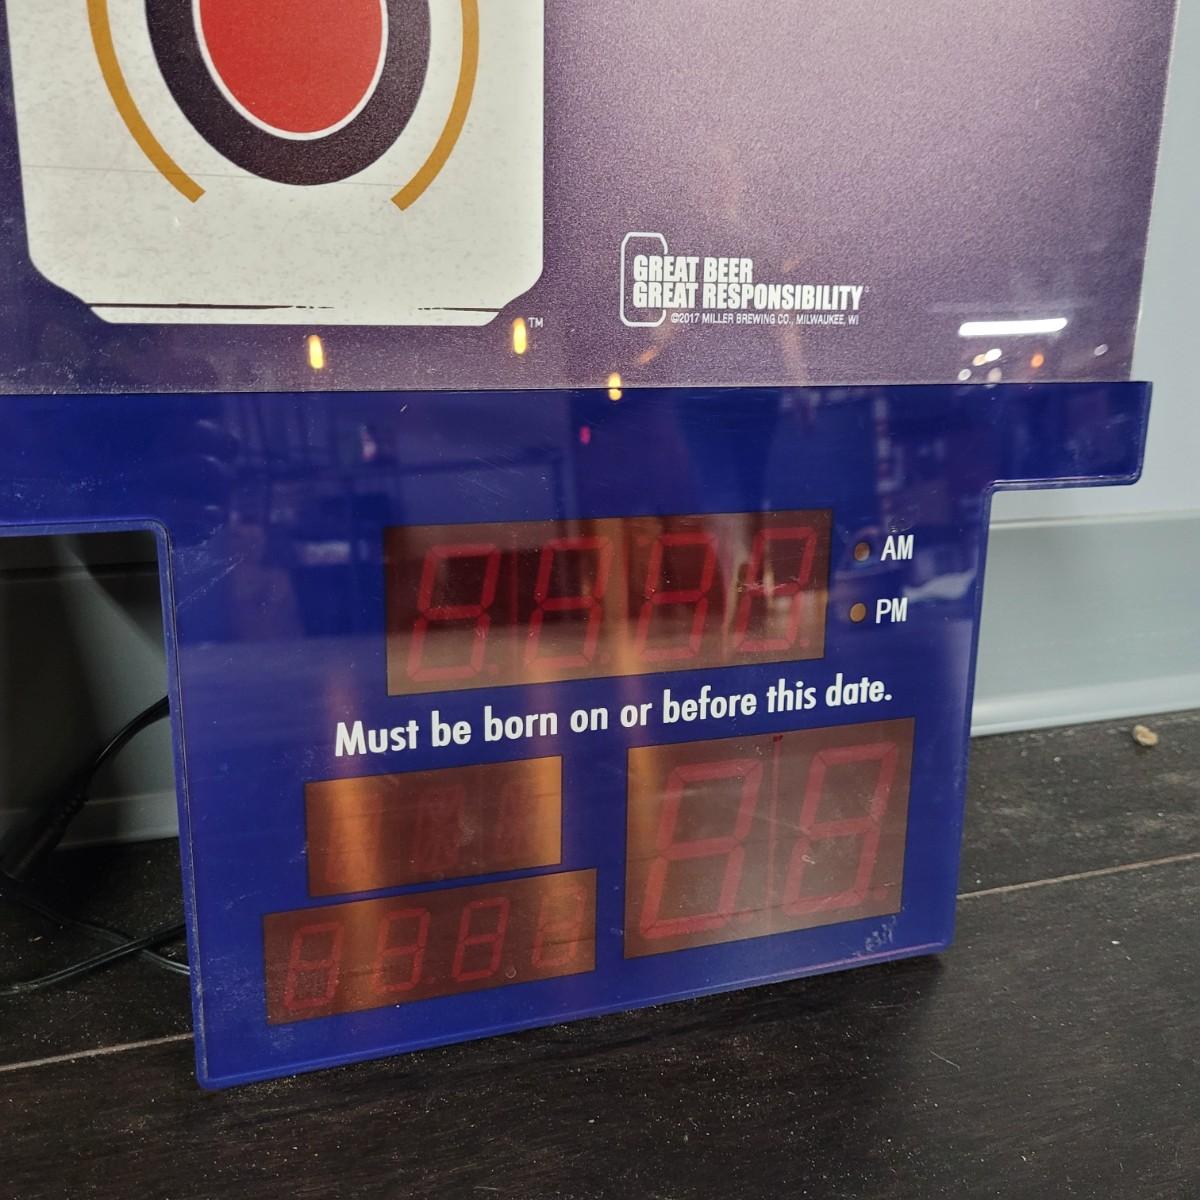 TM
GREAT BEER
GREAT RESPONSIBILITY
©2017 MILLER BREWING CO., MILWAUKEE, WI
AM
PM
Must be born on or before this date.